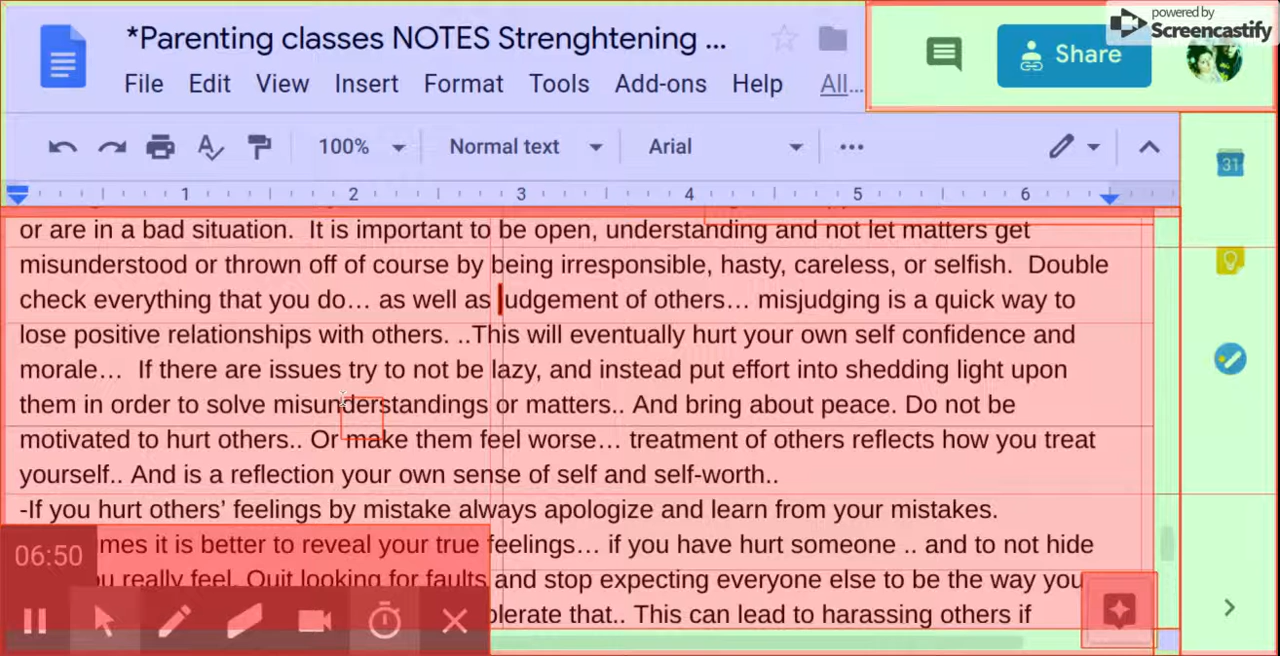 powered by
Screencastify
*Parenting classes NOTES Strenghtening ...
Share
File Edit View Insert Format Tools Add-ons Help All...
100% Normal text Arial
31
1 2 3 4 5 6
or are in a bad situation.  It is important to be open, understanding and not let matters get
misunderstood or thrown off of course by being irresponsible, hasty, careless, or selfish.  Double
check everything that you do… as well as judgement of others… misjudging is a quick way to
lose positive relationships with others. ..This will eventually hurt your own self confidence and
morale…  If there are issues try to not be lazy, and instead put effort into shedding light upon
them in order to solve misunderstandings or matters.. And bring about peace. Do not be
motivated to hurt others.. Or make them feel worse… treatment of others reflects how you treat
yourself.. And is a reflection your own sense of self and self-worth..
-If you hurt others’ feelings by mistake always apologize and learn from your mistakes.
mes it is better to reveal your true feelings… if you have hurt someone .. and to not hide
u really feel. Quit looking for faults and stop expecting everyone else to be the way you
olerate that.. This can lead to harassing others if
06:50